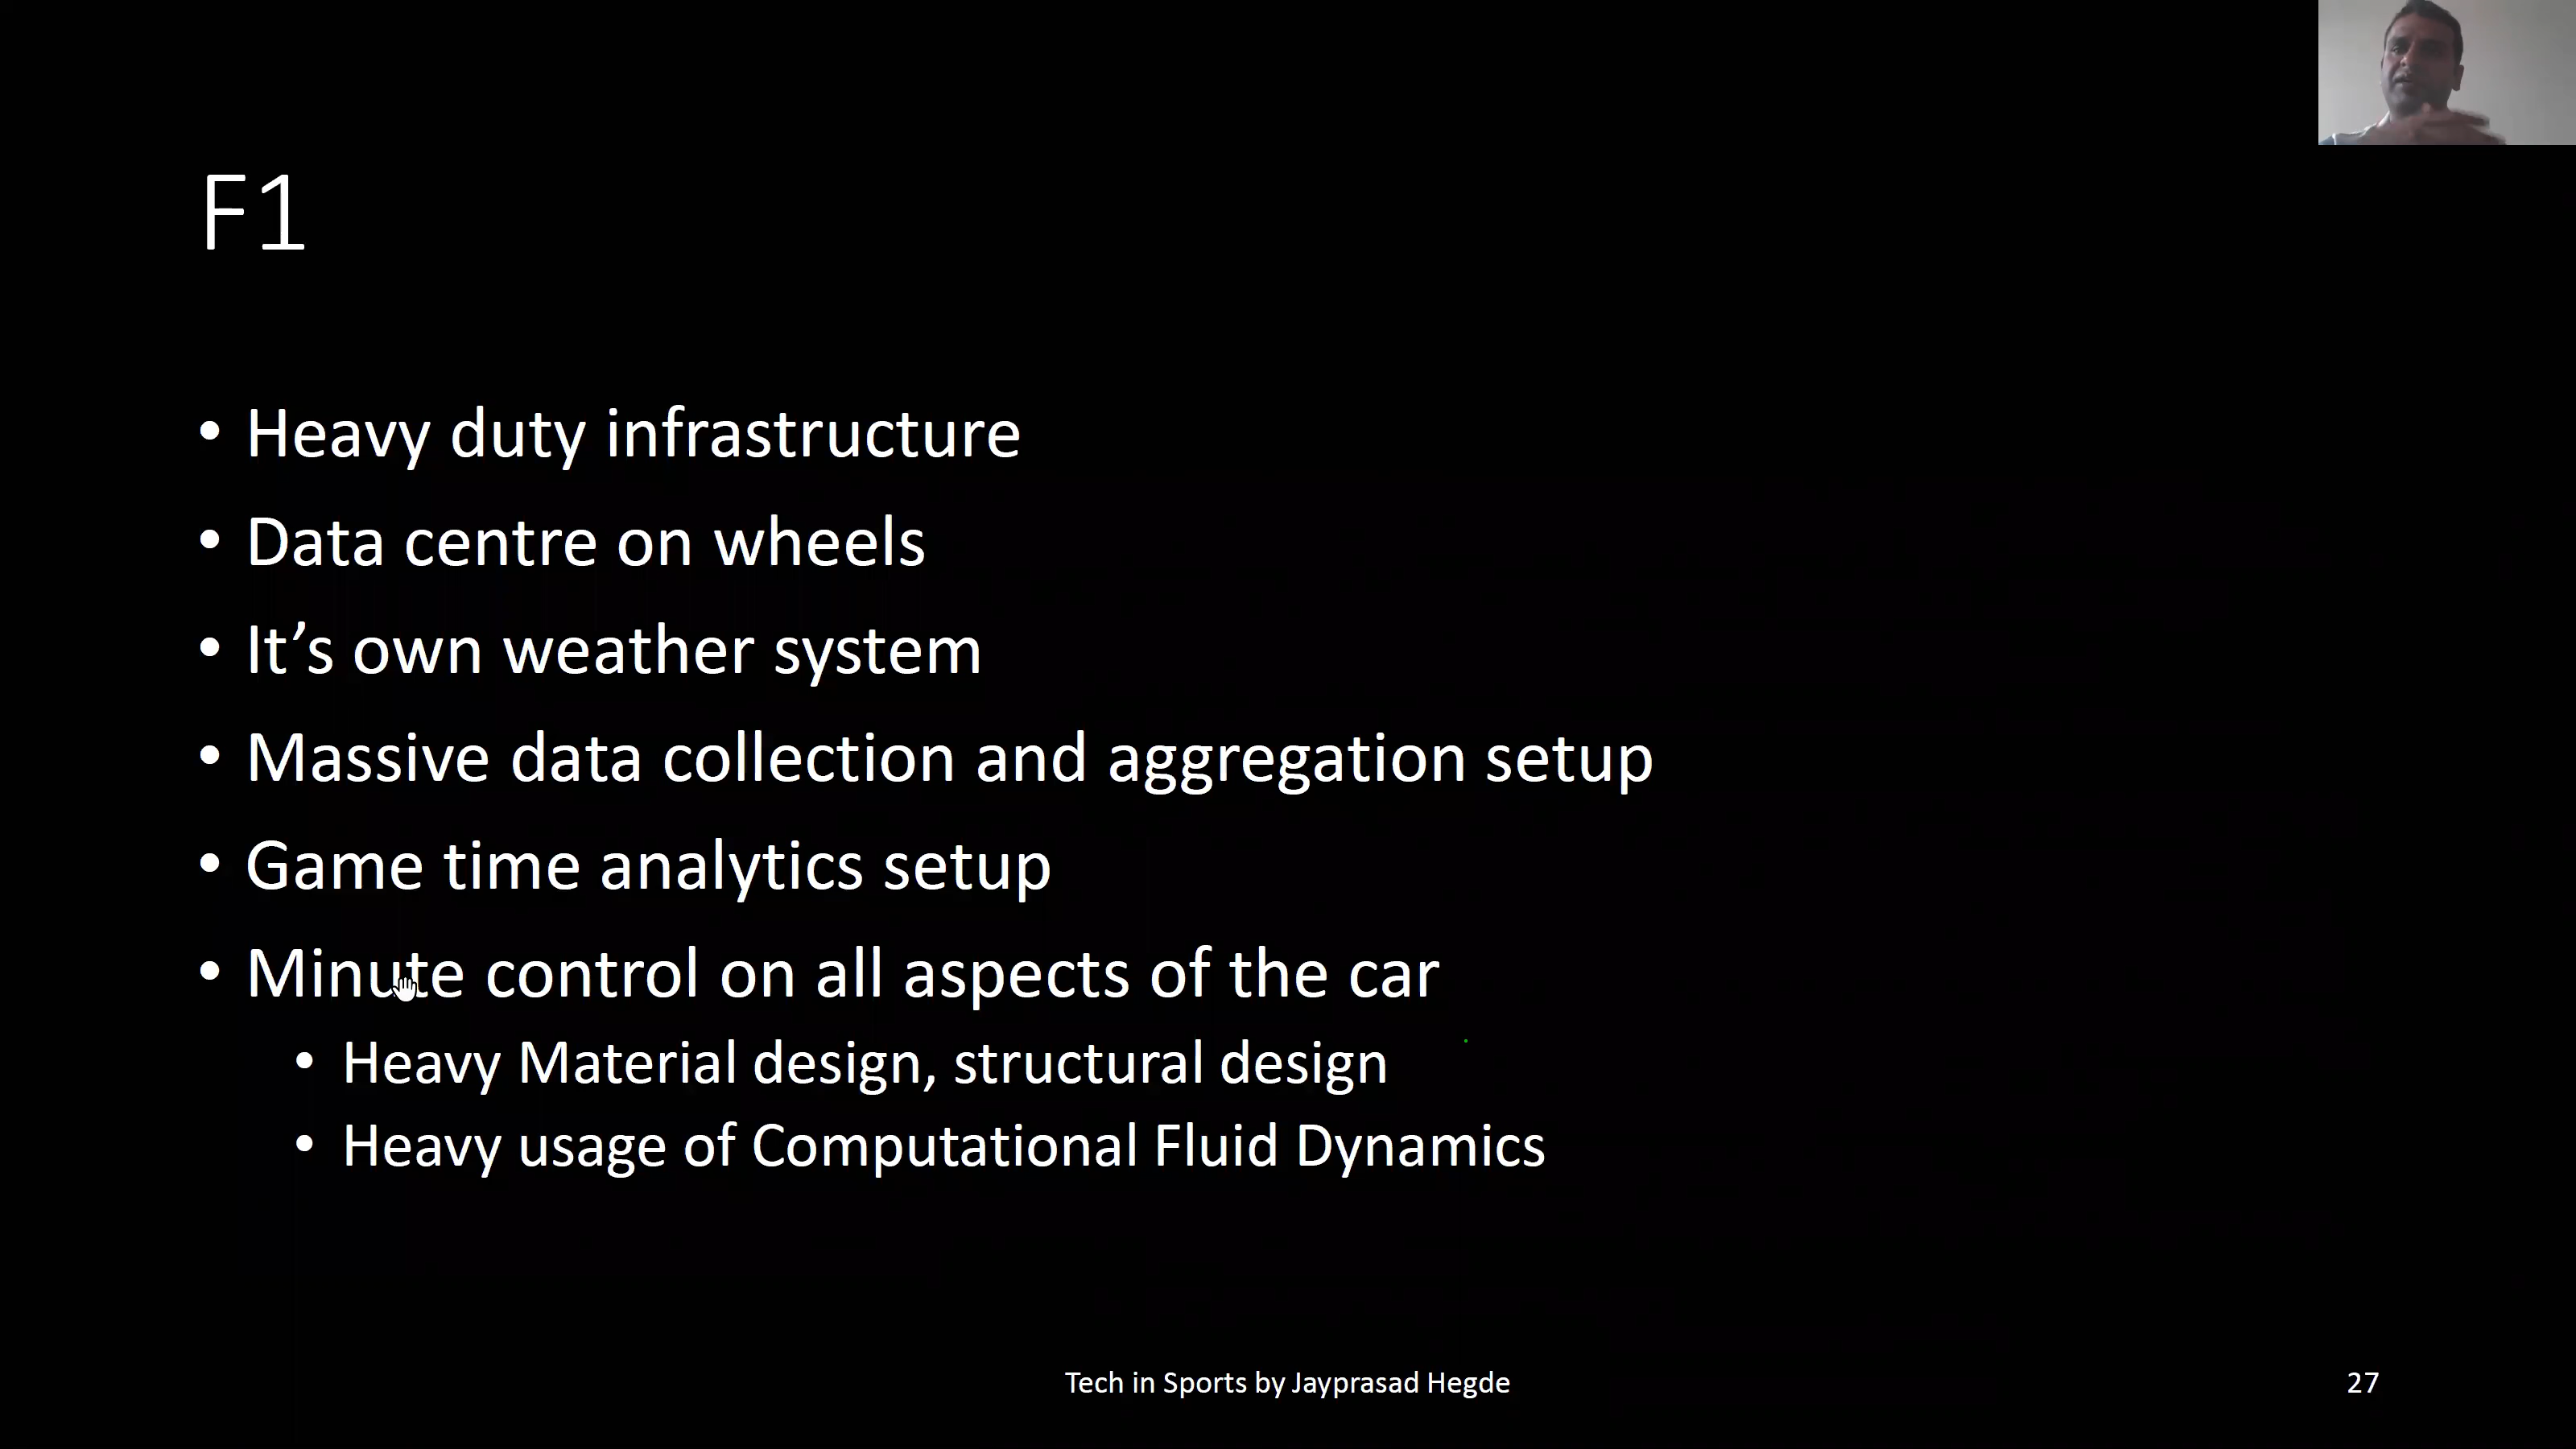 F1
• Heavy duty infrastructure
• Data centre on wheels
• It’s own weather system
• Massive data collection and aggregation setup
• Game time analytics setup
• Minute control on all aspects of the car
• Heavy Material design, structural design
• Heavy usage of Computational Fluid Dynamics
Tech in Sports by Jayprasad Hegde
27